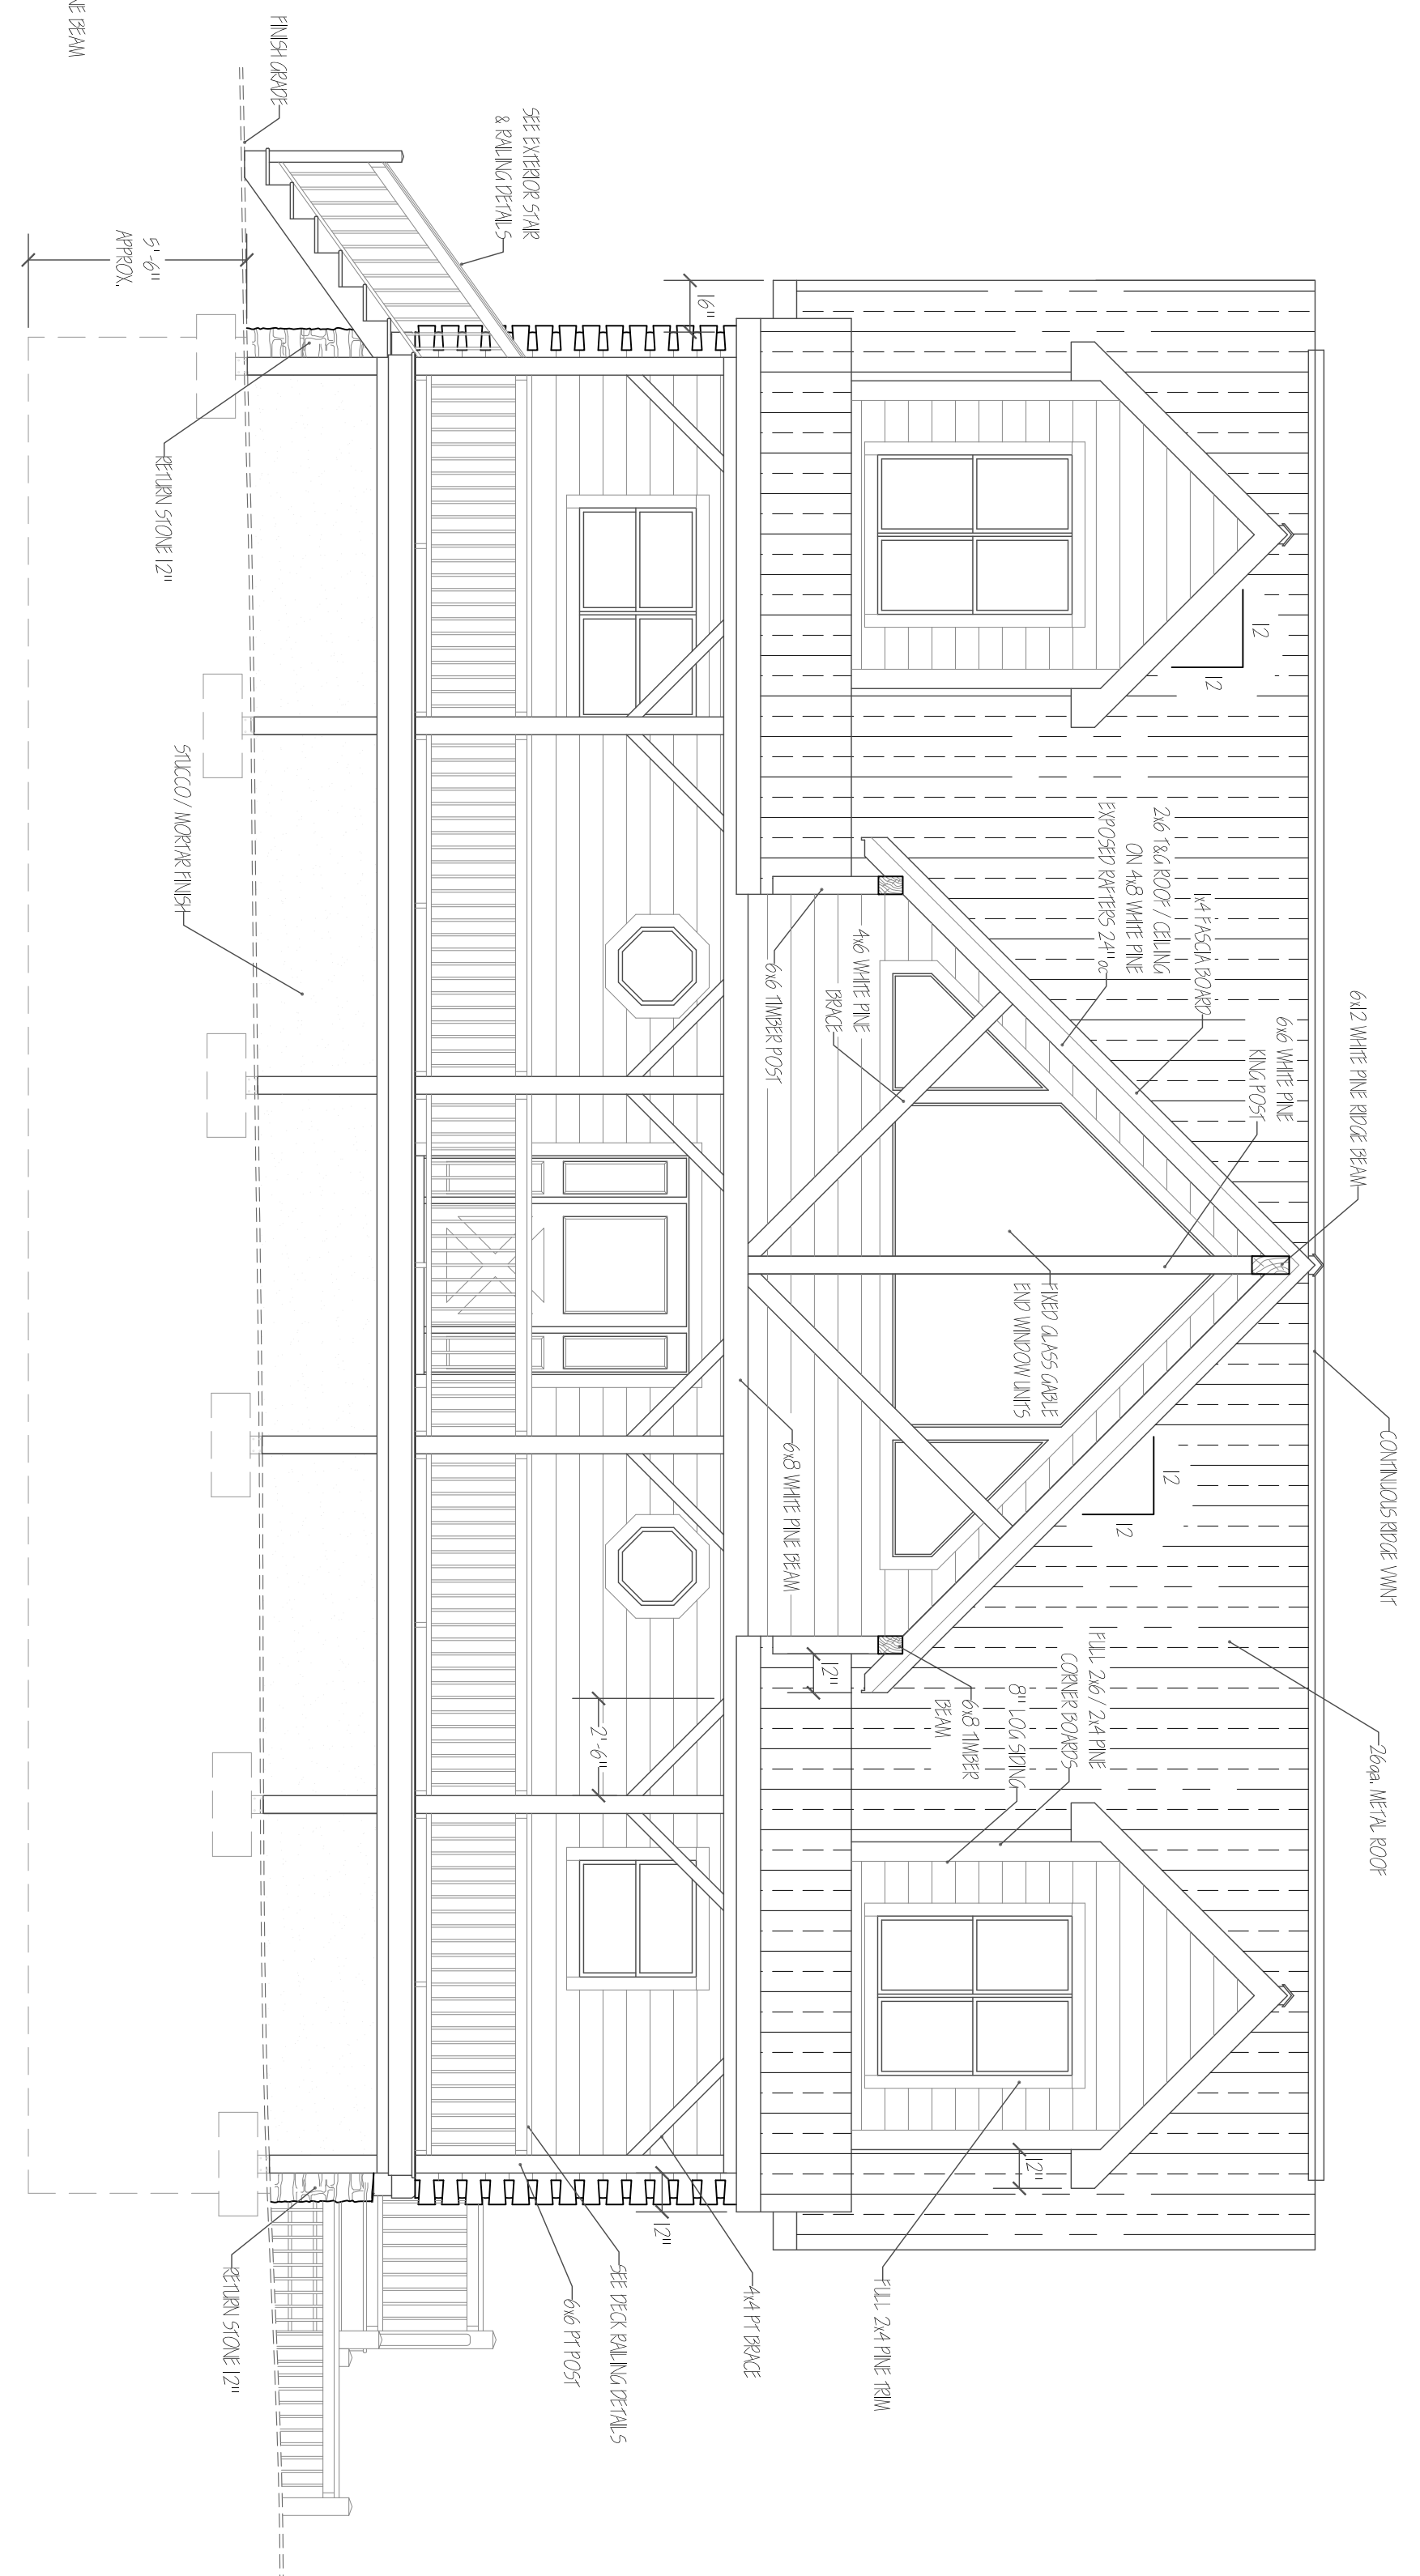 CONTINUOUS RIDGE VWNT
26ga. METAL ROOF
6x12 WHITE PINE RIDGE BEAM
6x6 WHITE PINE
KING POST
1x4 FASCIA BOARD
2x6 T&G ROOF / CEILING
ON 4x8 WHITE PINE
EXPOSED RAFTERS 24" oc
12
12
12
12
4x6 WHITE PINE
BRACE
6x6 TIMBER POST
FIXED GLASS GABLE
END WINDOW UNITS
6x8 WHITE PINE BEAM
FULL 2x6 / 2x4 PINE
CORNER BOARDS
8" LOG SIDING
6x8 TIMBER
BEAM
12"
12"
FULL 2x4 PINE TRIM
16"
4x4 PT BRACE
12"
2'-6"
SEE DECK RAILING DETAILS
6x6 PT POST
SEE EXTERIOR STAIR
& RAILING DETAILS
FINISH GRADE
5'-6"
APPROX.
RETURN STONE 12"
STUCCO / MORTAR FINISH
RETURN STONE 12"
NE BEAM